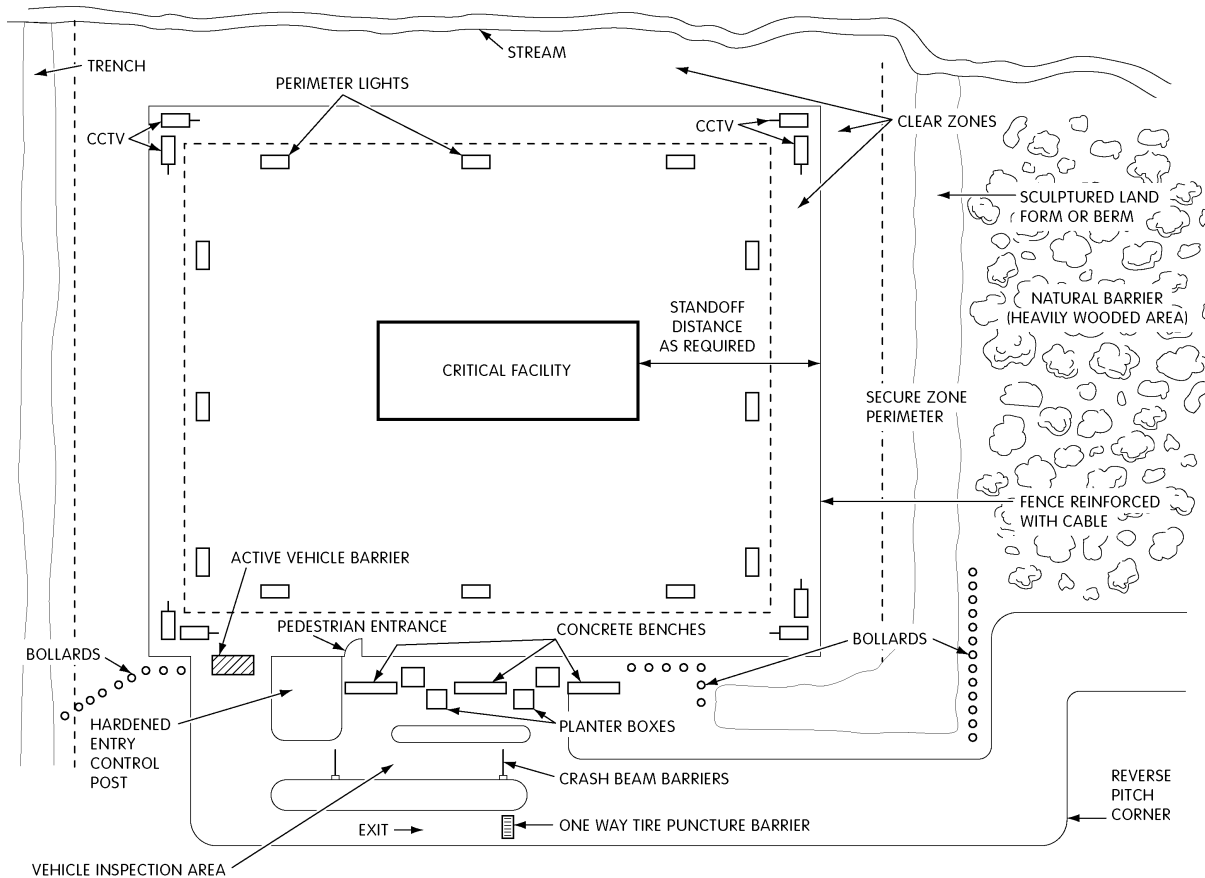 STREAM
TRENCH
PERIMETER LIGHTS
CCTV
CCTV
CLEAR ZONES
SCULPTURED LAND
FORM OR BERM
NATURAL BARRIER
(HEAVILY WOODED AREA)
STANDOFF
DISTANCE
AS REQUIRED
CRITICAL FACILITY
SECURE ZONE
PERIMETER
FENCE REINFORCED
WITH CABLE
ACTIVE VEHICLE BARRIER
PEDESTRIAN ENTRANCE
CONCRETE BENCHES
BOLLARDS
BOLLARDS
HARDENED
ENTRY
CONTROL
POST
PLANTER BOXES
CRASH BEAM BARRIERS
REVERSE
PITCH
CORNER
EXIT
ONE WAY TIRE PUNCTURE BARRIER
VEHICLE INSPECTION AREA